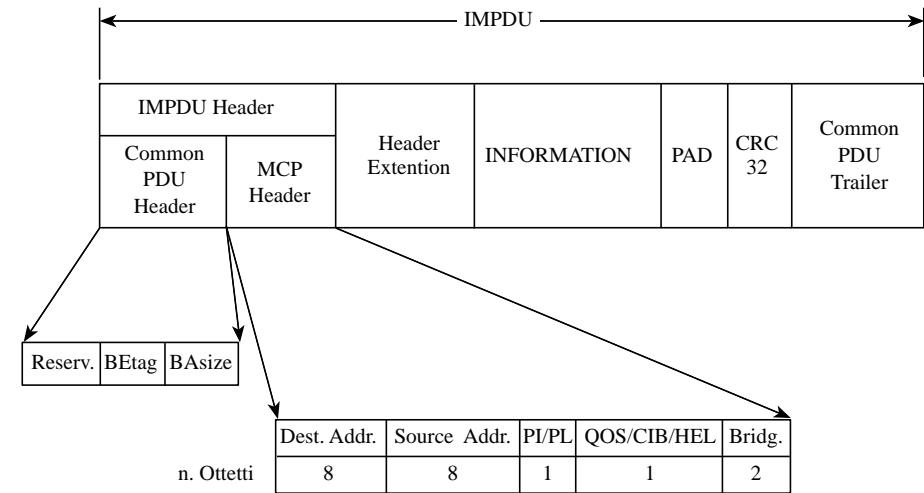 IMPDU
IMPDU Header
Common
PDU
Header
MCP
Header
Header
Extention
INFORMATION
PAD
CRC
32
Common
PDU
Trailer
Reserv. BEtag BAsize
Dest. Addr. Source Addr. PI/PL QOS/CIB/HEL Bridg.
n. Ottetti 8 8 1 1 2